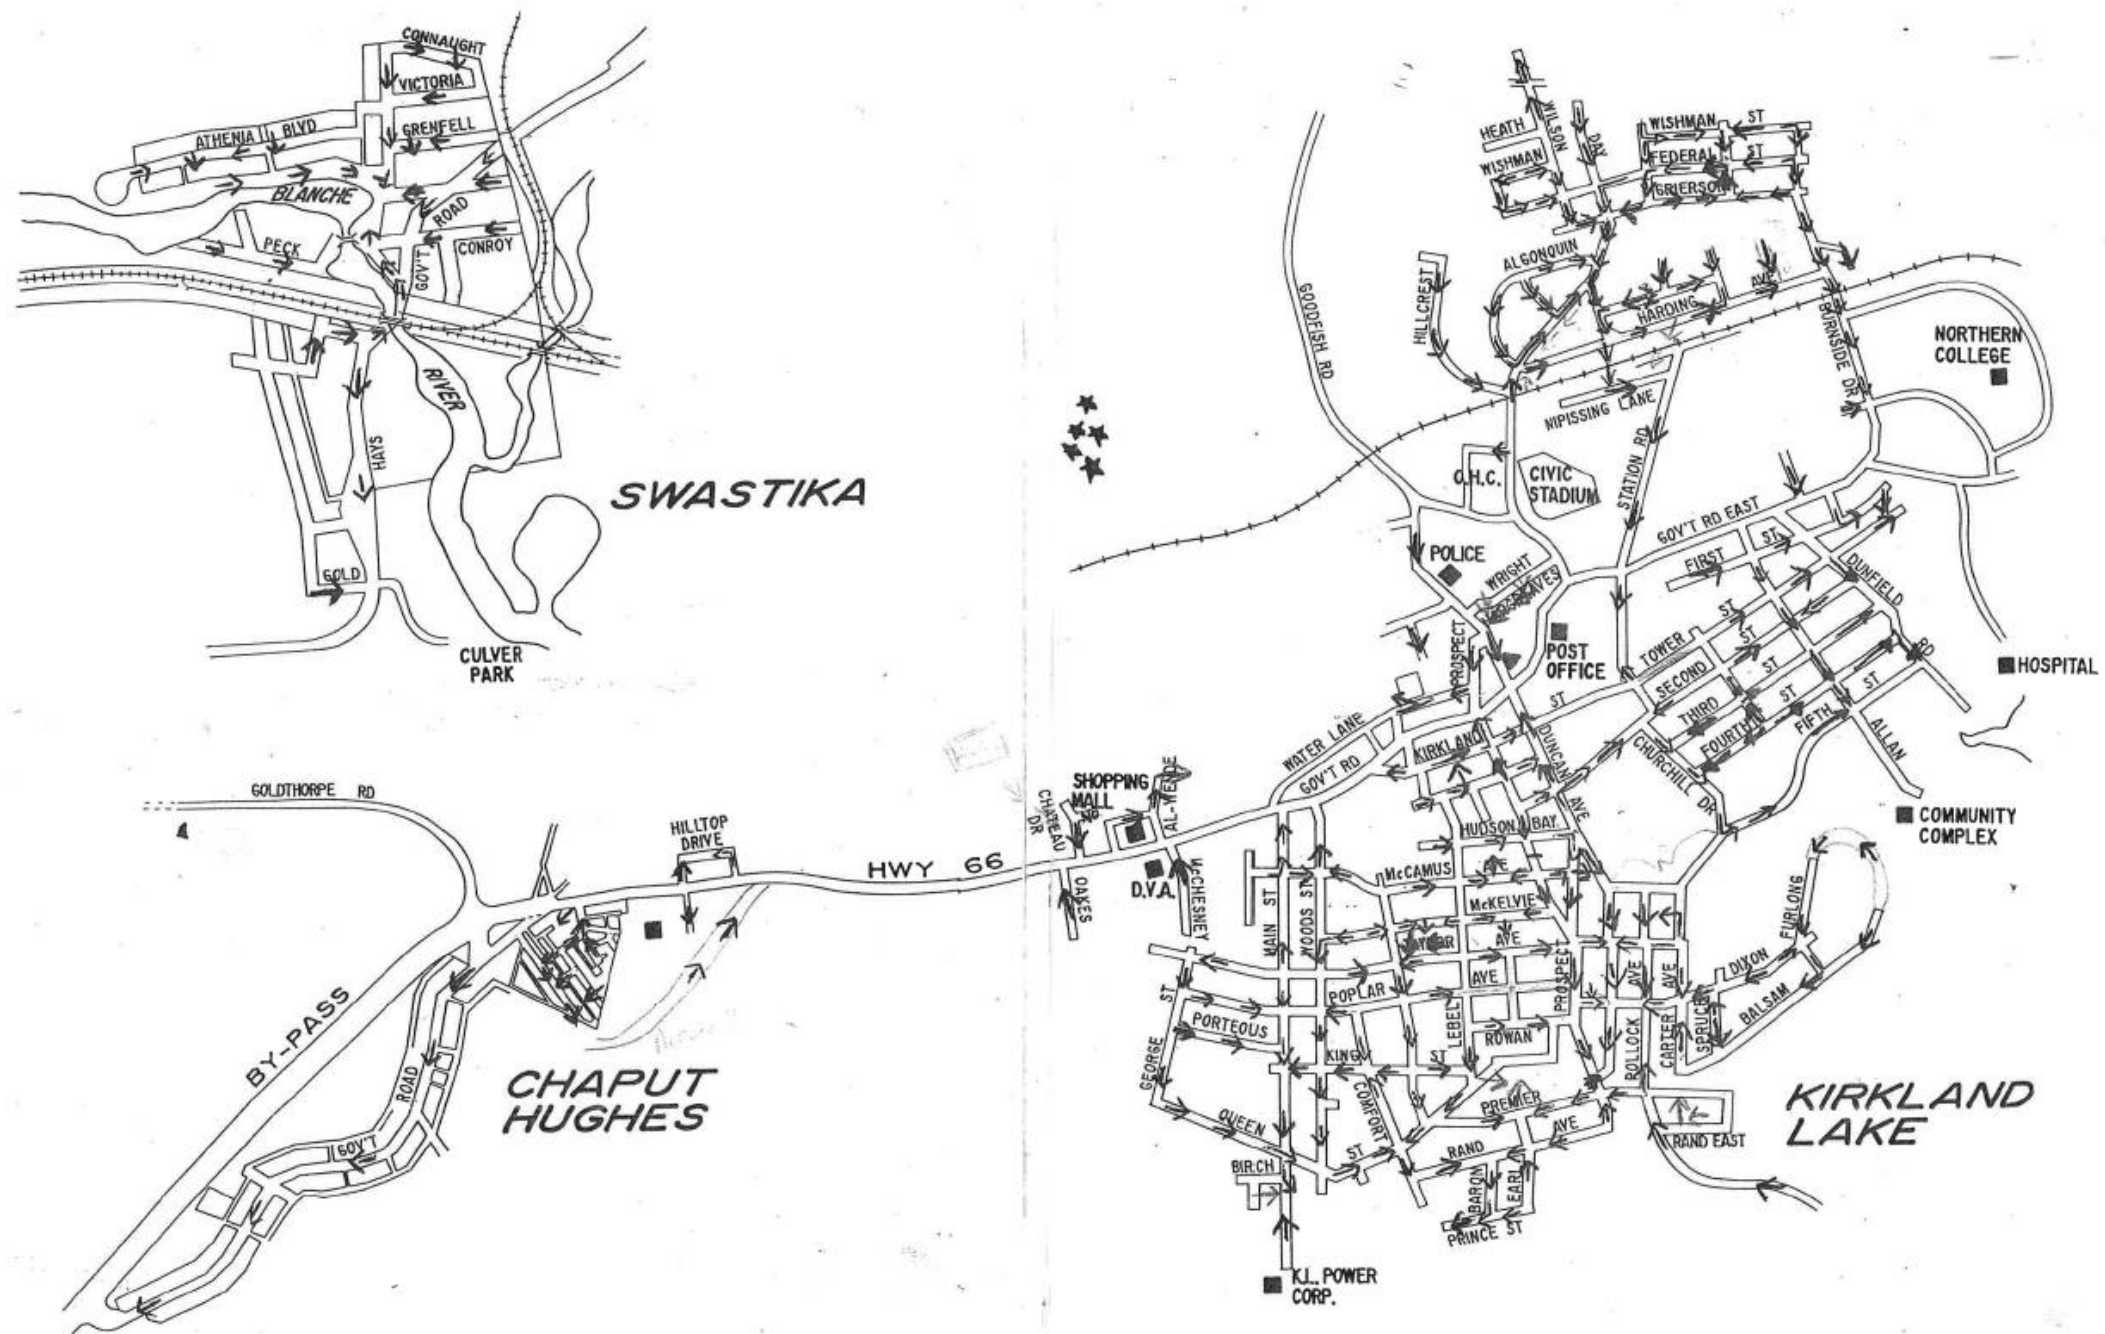 CONNAUGHT
VICTORIA
GRENFELL
ATHENIA BLVD
BLANCHE
ROAD
PECK
GOV'T
CONROY
RIVER
HAYS
GOLD
SWASTIKA
CULVER
PARK
GOLDTHORPE RD
HILLTOP
DRIVE
HWY 66
BY-PASS
ROAD
GOV'T
CHAPUT
HUGHES
WILSON
HEATH
DAY
WISHMAN
WISHMAN ST
FEDERAL ST
GRIERSON
ALGONQUIN
HILLCREST
HARDING AVE
GOODFISH RD
BURNSIDE DR
NORTHERN
COLLEGE
NIPISSING LANE
STATION RD
O.H.C.
CIVIC
STADIUM
GOV'T RD EAST
POLICE
WRIGHT
FIRST ST
DUNFIELD RD
PROSPECT
POST
OFFICE
TOWER ST
SECOND ST
THIRD ST
FOURTH ST
FIFTH ST
HOSPITAL
ALLAN
ST
WATER LANE
GOV'T RD
KIRKLAND
DUNCAN AVE
CHURCHILL DR
COMMUNITY
COMPLEX
SHOPPING
MALL
CHATEAU
DR
AL-WENDE
D.V.A.
OAKES
McCHESNEY
HUDSON BAY
McCAMUS AVE
McKELVIE
AVE
MAIN ST
WOODS ST
POPLAR AVE
PROSPECT
LEBEL
ROWAN
PORTEOUS
GEORGE ST
KING ST
COMFORT
QUEEN ST
BIRCH
PREMIER
RAND AVE
BARON
EARL
PRINCE ST
ROLLOCK AVE
CARTER AVE
SPRUCE
DIXON
BALSAM
FURLONG
RAND EAST
KIRKLAND
LAKE
K.L. POWER
CORP.